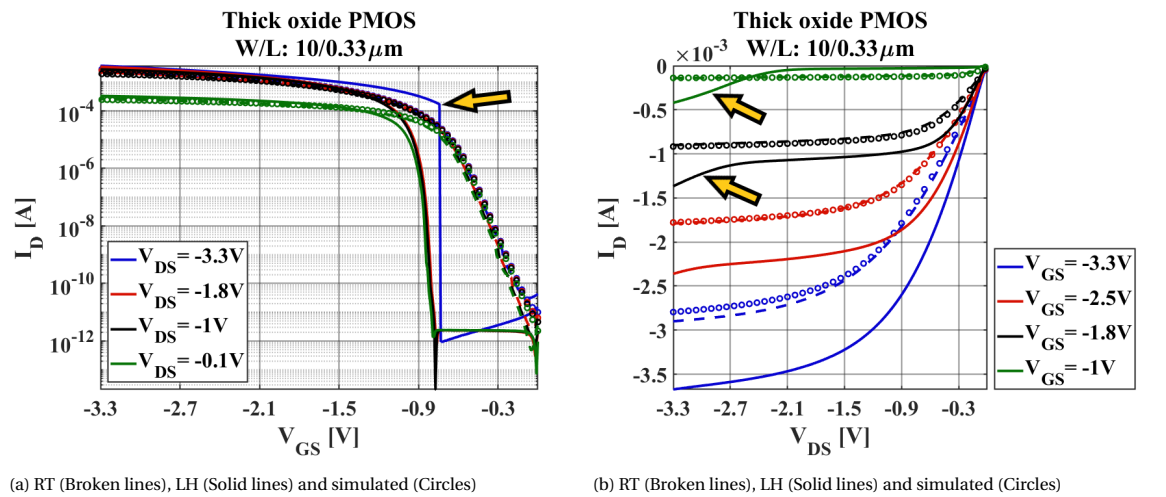 Thick oxide PMOS
W/L: 10/0.33μm
I_D [A]
10^-4
10^-6
10^-8
10^-10
10^-12
V_DS= -3.3V
V_DS= -1.8V
V_DS= -1V
V_DS= -0.1V
-3.3 -2.7 -2.1 -1.5 -0.9 -0.3
V_GS [V]
(a) RT (Broken lines), LH (Solid lines) and simulated (Circles)
Thick oxide PMOS
W/L: 10/0.33μm
×10^-3
I_D [A]
0
-0.5
-1
-1.5
-2
-2.5
-3
-3.5
V_GS= -3.3V
V_GS= -2.5V
V_GS= -1.8V
V_GS= -1V
-3.3 -2.7 -2.1 -1.5 -0.9 -0.3
V_DS [V]
(b) RT (Broken lines), LH (Solid lines) and simulated (Circles)